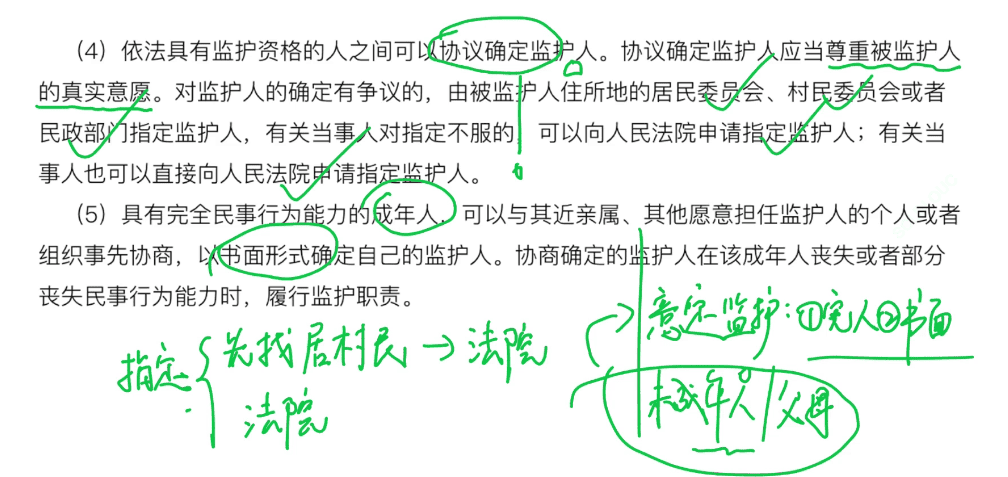 （4）依法具有监护资格的人之间可以协议确定监护人。协议确定监护人应当尊重被监护人
的真实意愿。对监护人的确定有争议的，由被监护人住所地的居民委员会、村民委员会或者
民政部门指定监护人，有关当事人对指定不服的，可以向人民法院申请指定监护人；有关当
事人也可以直接向人民法院申请指定监护人。
（5）具有完全民事行为能力的成年人，可以与其近亲属、其他愿意担任监护人的个人或者
组织事先协商，以书面形式确定自己的监护人。协商确定的监护人在该成年人丧失或者部分
丧失民事行为能力时，履行监护职责。
指定
先找居村民→法院
法院
意定监护：①完人②书面
未成年人/父母